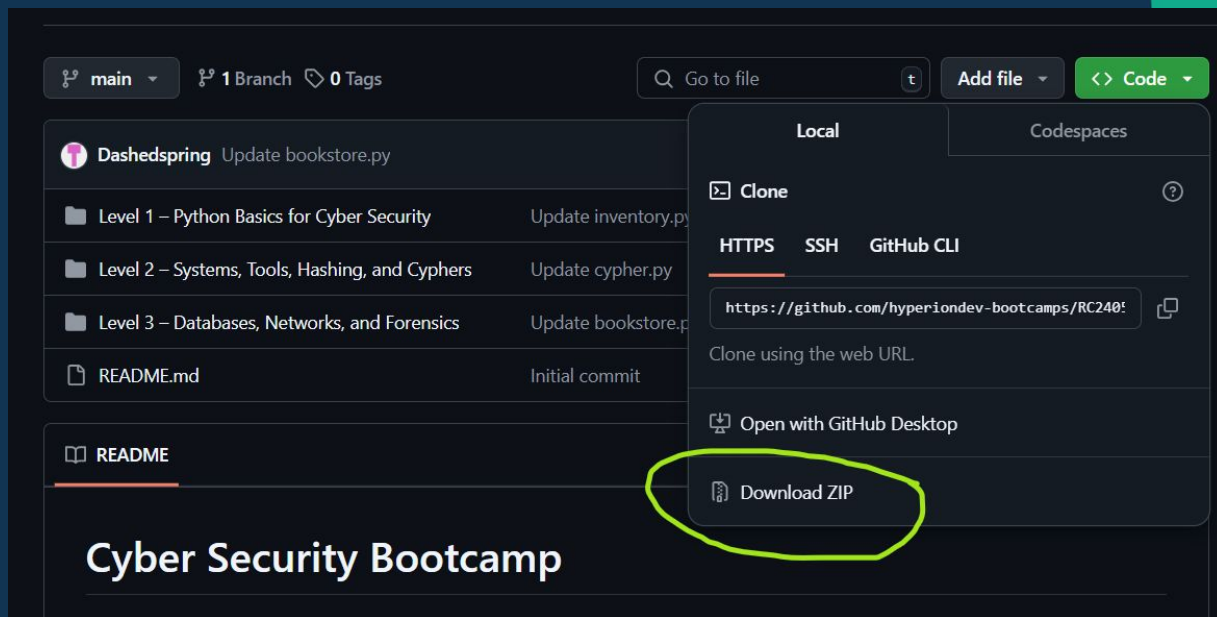 main 1 Branch 0 Tags Go to file t Add file <> Code
Local Codespaces
Dashedspring Update bookstore.py
Clone
Level 1 – Python Basics for Cyber Security Update inventory.py
HTTPS SSH GitHub CLI
Level 2 – Systems, Tools, Hashing, and Cyphers Update cypher.py
https://github.com/hyperiondev-bootcamps/RC2405
Level 3 – Databases, Networks, and Forensics Update bookstore.p
Clone using the web URL.
README.md Initial commit
Open with GitHub Desktop
README
Download ZIP
Cyber Security Bootcamp